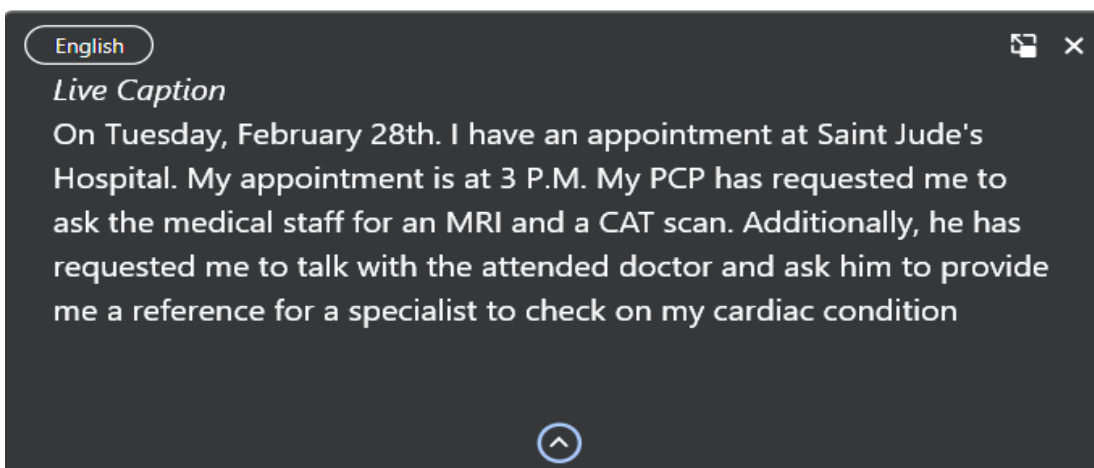 English
Live Caption
On Tuesday, February 28th. I have an appointment at Saint Jude's
Hospital. My appointment is at 3 P.M. My PCP has requested me to
ask the medical staff for an MRI and a CAT scan. Additionally, he has
requested me to talk with the attended doctor and ask him to provide
me a reference for a specialist to check on my cardiac condition